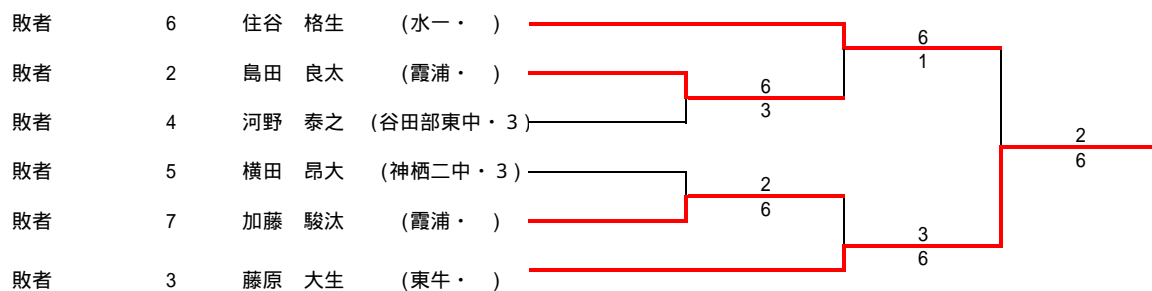 敗者 6 住谷 格生 (水一・ )
敗者 2 島田 良太 (霞浦・ )
敗者 4 河野 泰之 (谷田部東中・3)
敗者 5 横田 昂大 (神栖二中・3)
敗者 7 加藤 駿汰 (霞浦・ )
敗者 3 藤原 大生 (東牛・ )
6
1
6
3
2
6
2
6
3
6